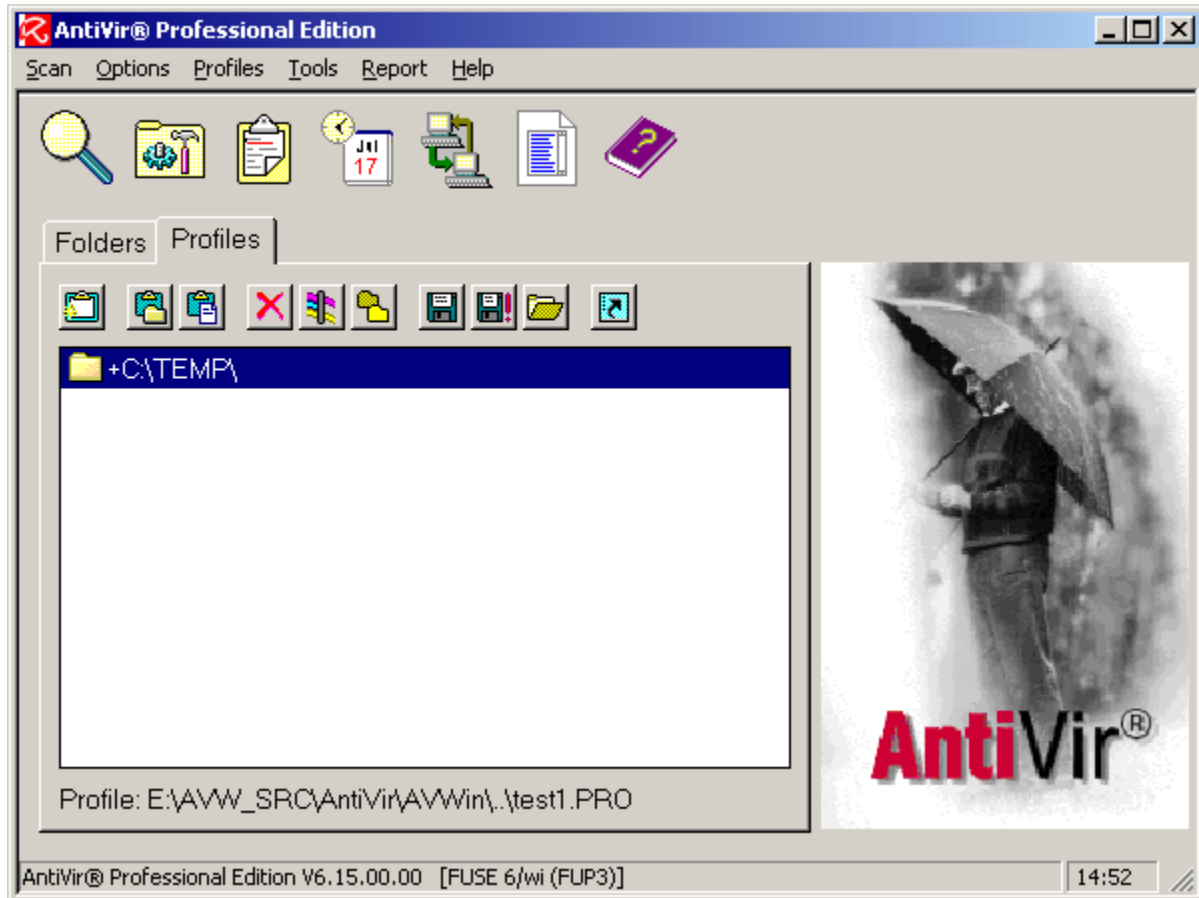 AntiVir® Professional Edition
Scan Options Profiles Tools Report Help
Jul
17
Folders Profiles
+C:\TEMP\
AntiVir®
Profile: E:\AVW_SRC\AntiVir\AVWin\..\test1.PRO
AntiVir® Professional Edition V6.15.00.00 [FUSE 6/wi (FUP3)] 14:52